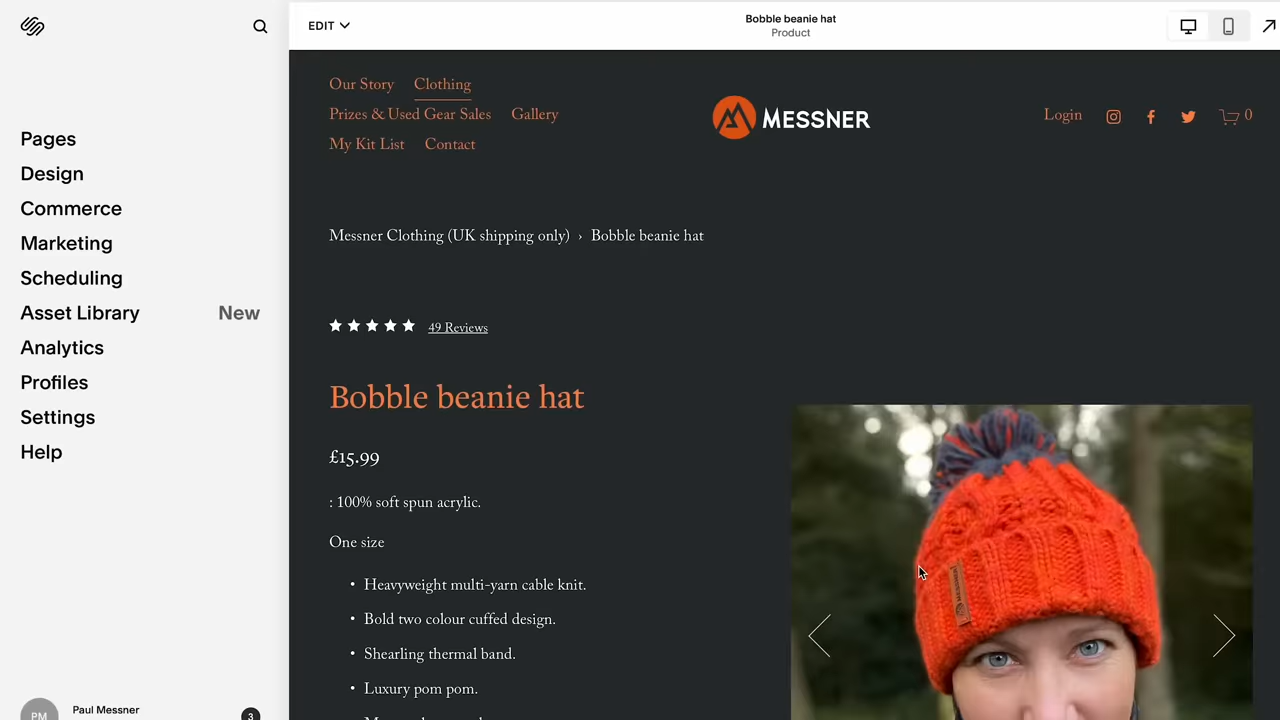 EDIT
Bobble beanie hat
Product
Pages
Design
Commerce
Marketing
Scheduling
Asset Library New
Analytics
Profiles
Settings
Help
PM
Paul Messner
3
Our Story Clothing
Prizes & Used Gear Sales Gallery
My Kit List Contact
MESSNER
Login
0
Messner Clothing (UK shipping only) › Bobble beanie hat
49 Reviews
Bobble beanie hat
£15.99
: 100% soft spun acrylic.
One size
• Heavyweight multi-yarn cable knit.
• Bold two colour cuffed design.
• Shearling thermal band.
• Luxury pom pom.